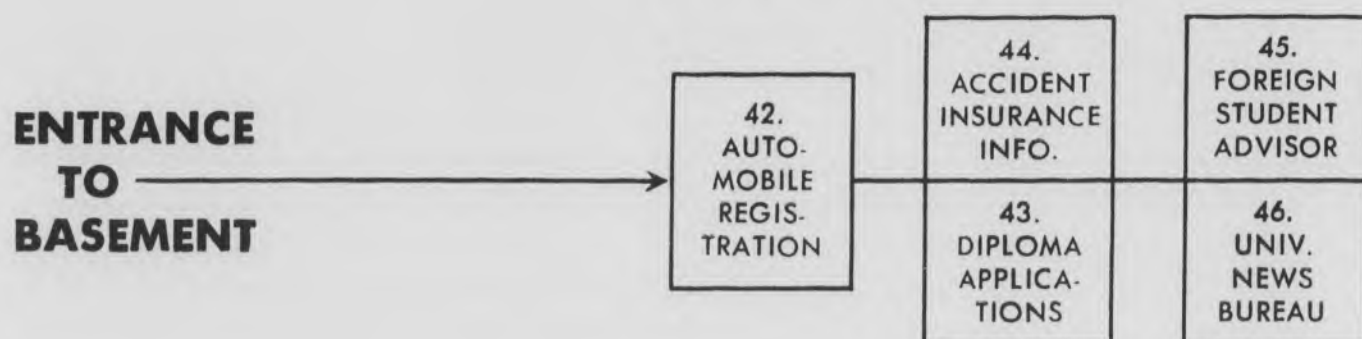 ENTRANCE
TO
BASEMENT
42.
AUTO-
MOBILE
REGIS-
TRATION
44.
ACCIDENT
INSURANCE
INFO.
43.
DIPLOMA
APPLICA-
TIONS
45.
FOREIGN
STUDENT
ADVISOR
46.
UNIV.
NEWS
BUREAU